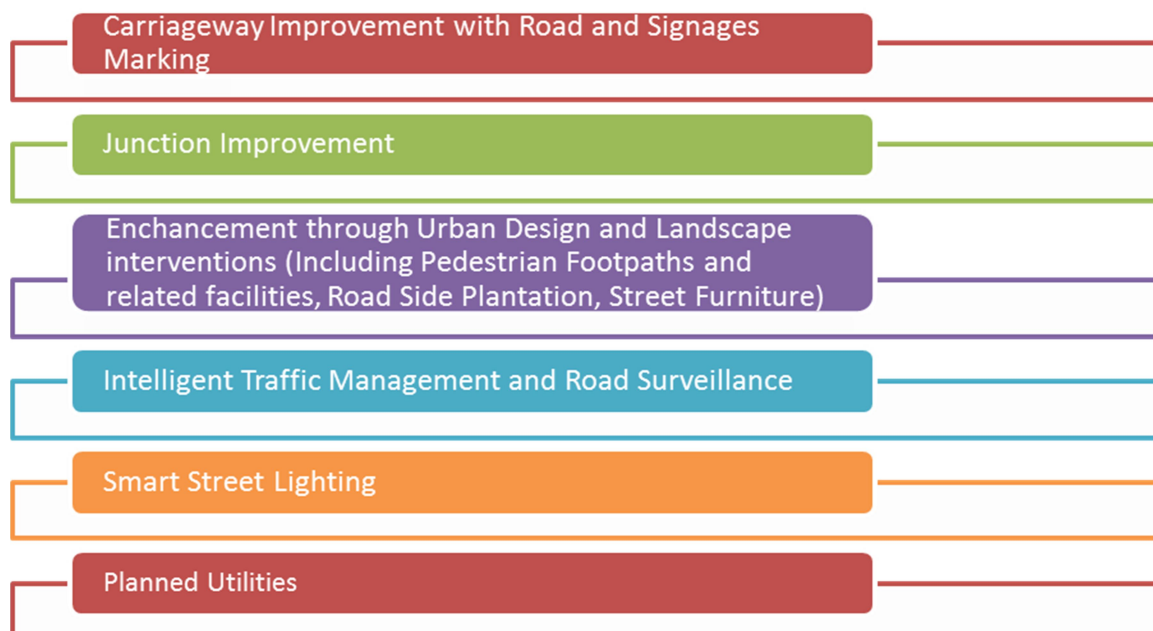 Carriageway Improvement with Road and Signages
Marking
Junction Improvement
Enchancement through Urban Design and Landscape
interventions (Including Pedestrian Footpaths and
related facilities, Road Side Plantation, Street Furniture)
Intelligent Traffic Management and Road Surveillance
Smart Street Lighting
Planned Utilities